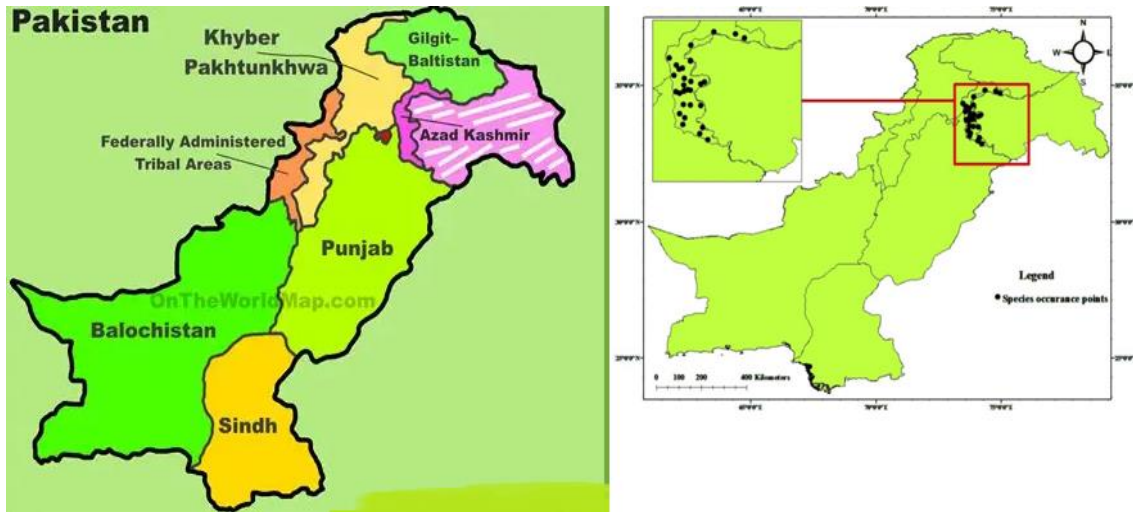 Pakistan
Khyber
Pakhtunkhwa
Gilgit–
Baltistan
Azad Kashmir
Federally Administered
Tribal Areas
Punjab
OnTheWorldMap.com
Balochistan
Sindh
N
W
E
S
Legend
Species occurance points
0 100 200 400 Kilometers